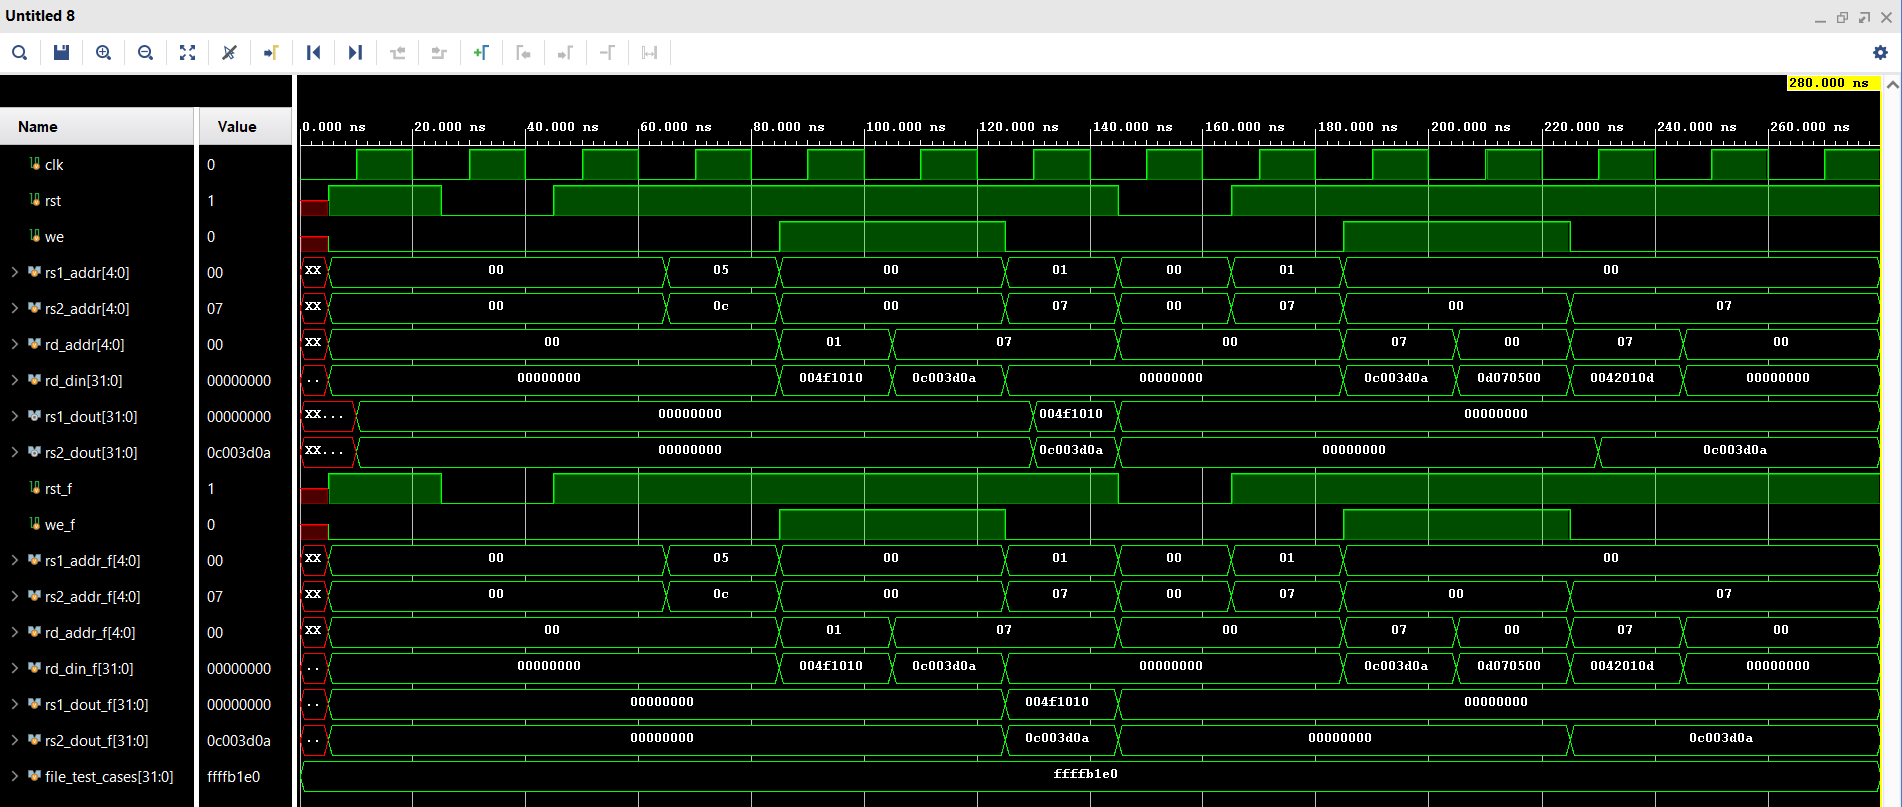 Untitled 8
280.000 ns
Name Value 0.000 ns 20.000 ns 40.000 ns 60.000 ns 80.000 ns 100.000 ns 120.000 ns 140.000 ns 160.000 ns 180.000 ns 200.000 ns 220.000 ns 240.000 ns 260.000 ns
clk 0
rst 1
we 0
rs1_addr[4:0] 00 XX 00 05 00 01 00 01 00
rs2_addr[4:0] 07 XX 00 0c 00 07 00 07 00 07
rd_addr[4:0] 00 XX 00 01 07 00 07 00 07 00
rd_din[31:0] 00000000 .. 00000000 004f1010 0c003d0a 00000000 0c003d0a 0d070500 0042010d 00000000
rs1_dout[31:0] 00000000 XX... 00000000 004f1010 00000000
rs2_dout[31:0] 0c003d0a XX... 00000000 0c003d0a 00000000 0c003d0a
rst_f 1
we_f 0
rs1_addr_f[4:0] 00 XX 00 05 00 01 00 01 00
rs2_addr_f[4:0] 07 XX 00 0c 00 07 00 07 00 07
rd_addr_f[4:0] 00 XX 00 01 07 00 07 00 07 00
rd_din_f[31:0] 00000000 .. 00000000 004f1010 0c003d0a 00000000 0c003d0a 0d070500 0042010d 00000000
rs1_dout_f[31:0] 00000000 .. 00000000 004f1010 00000000
rs2_dout_f[31:0] 0c003d0a .. 00000000 0c003d0a 00000000 0c003d0a
file_test_cases[31:0] ffffb1e0 ffffb1e0